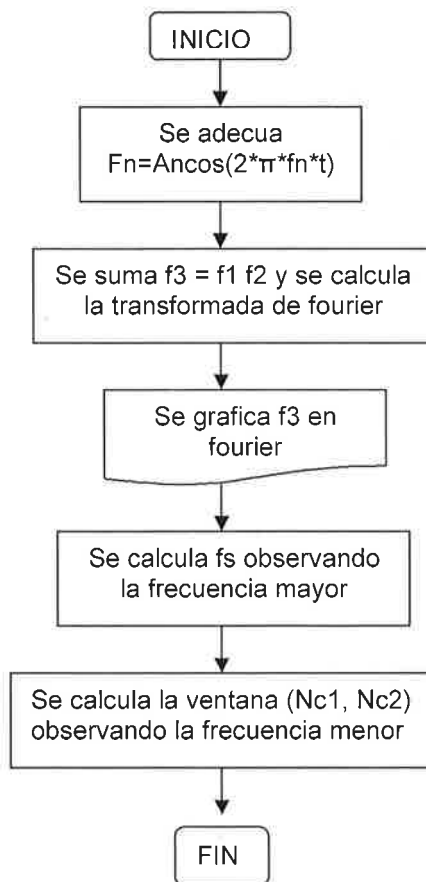 INICIO
Se adecua
Fn=Ancos(2*π*fn*t)
Se suma f3 = f1 f2 y se calcula
la transformada de fourier
Se grafica f3 en
fourier
Se calcula fs observando
la frecuencia mayor
Se calcula la ventana (Nc1, Nc2)
observando la frecuencia menor
FIN